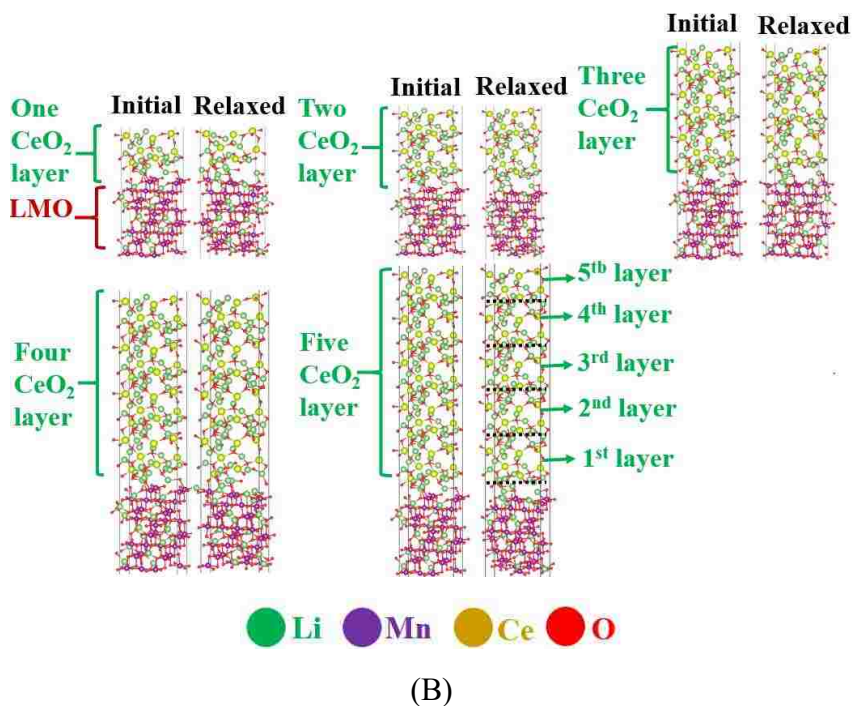 Initial Relaxed
Three
CeO₂
layer
One
CeO₂
layer
Initial Relaxed
Two
CeO₂
layer
Initial Relaxed
LMO
Four
CeO₂
layer
Five
CeO₂
layer
5ᵗᵇ layer
4ᵗʰ layer
3ʳᵈ layer
2ⁿᵈ layer
1ˢᵗ layer
Li Mn Ce O
(B)